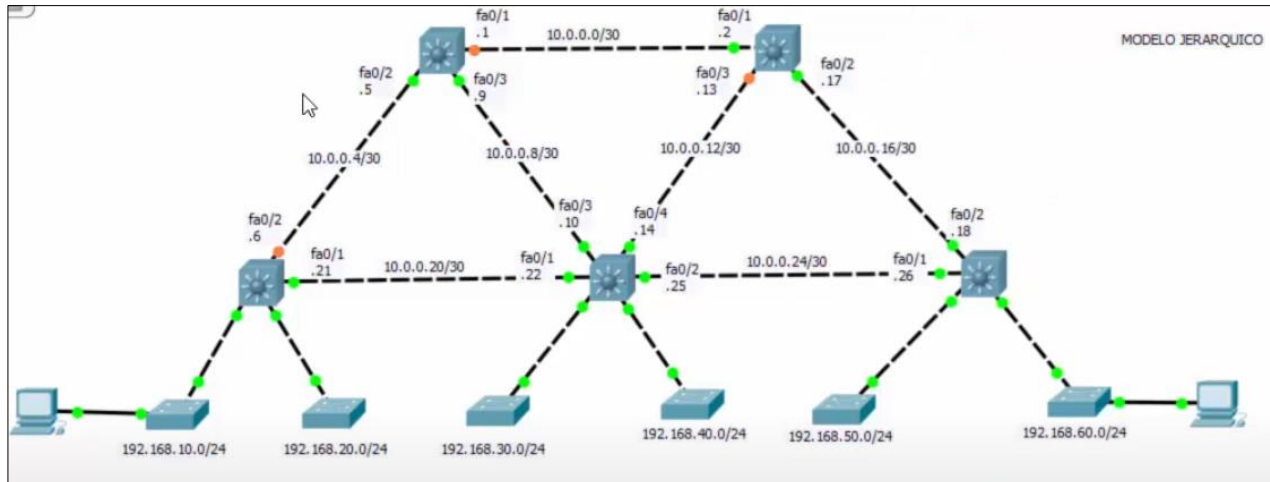 fa0/1
.1
10.0.0.0/30
fa0/1
.2
MODELO JERARQUICO
fa0/2
.5
fa0/3
.9
fa0/3
.13
fa0/2
.17
10.0.0.4/30
10.0.0.8/30
10.0.0.12/30
10.0.0.16/30
fa0/2
.6
fa0/1
.21
10.0.0.20/30
fa0/1
.22
fa0/3
.10
fa0/4
.14
fa0/2
.25
10.0.0.24/30
fa0/1
.26
fa0/2
.18
192.168.10.0/24
192.168.20.0/24
192.168.30.0/24
192.168.40.0/24
192.168.50.0/24
192.168.60.0/24